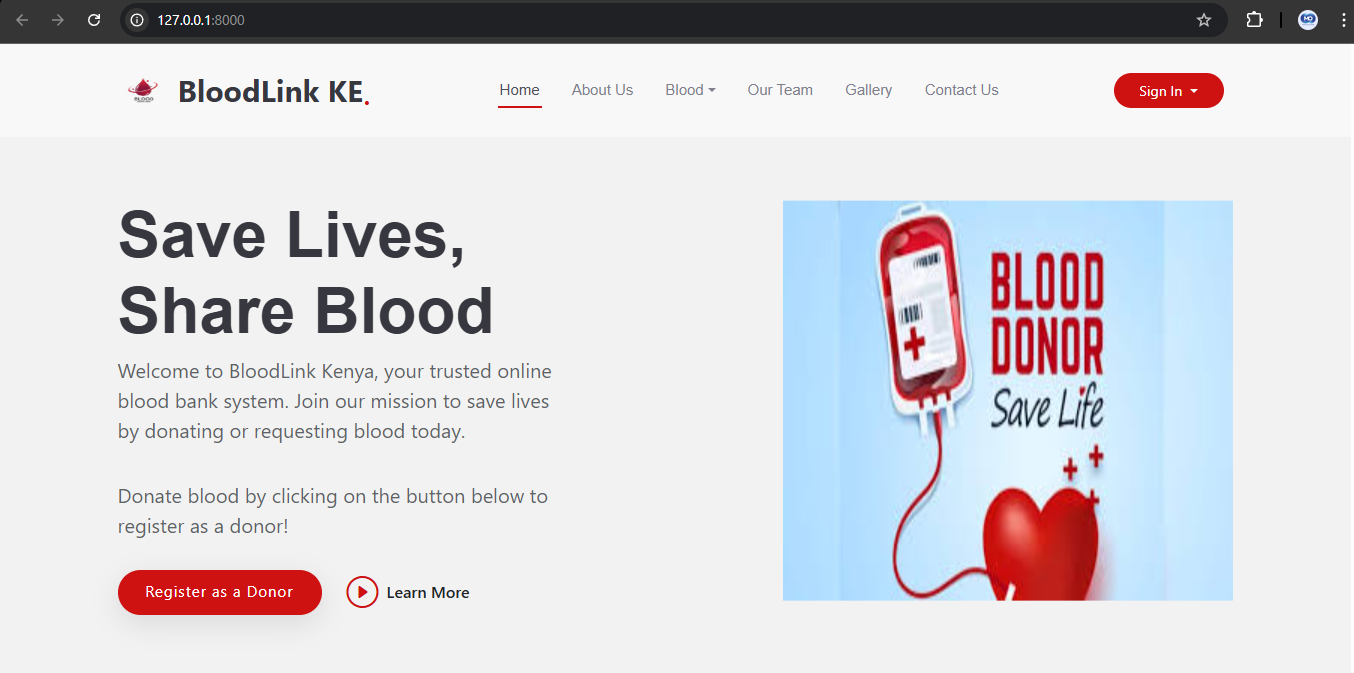 127.0.0.1:8000
BLOOD
BloodLink KE.
Home
About Us
Blood
Our Team
Gallery
Contact Us
Sign In
Save Lives,
Share Blood
Welcome to BloodLink Kenya, your trusted online
blood bank system. Join our mission to save lives
by donating or requesting blood today.
Donate blood by clicking on the button below to
register as a donor!
Register as a Donor
Learn More
BLOOD
DONOR
Save Life